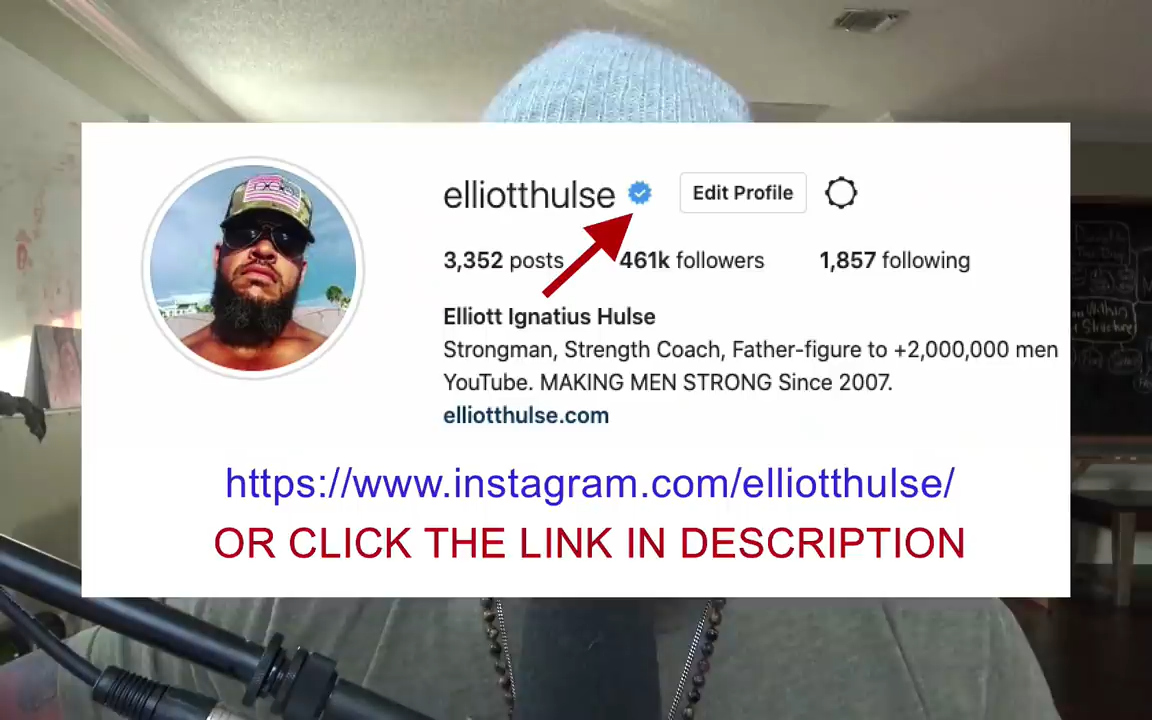 elliotthulse Edit Profile
3,352 posts 461k followers 1,857 following
Elliott Ignatius Hulse
Strongman, Strength Coach, Father-figure to +2,000,000 men
YouTube. MAKING MEN STRONG Since 2007.
elliotthulse.com
https://www.instagram.com/elliotthulse/
OR CLICK THE LINK IN DESCRIPTION
Within
Structure